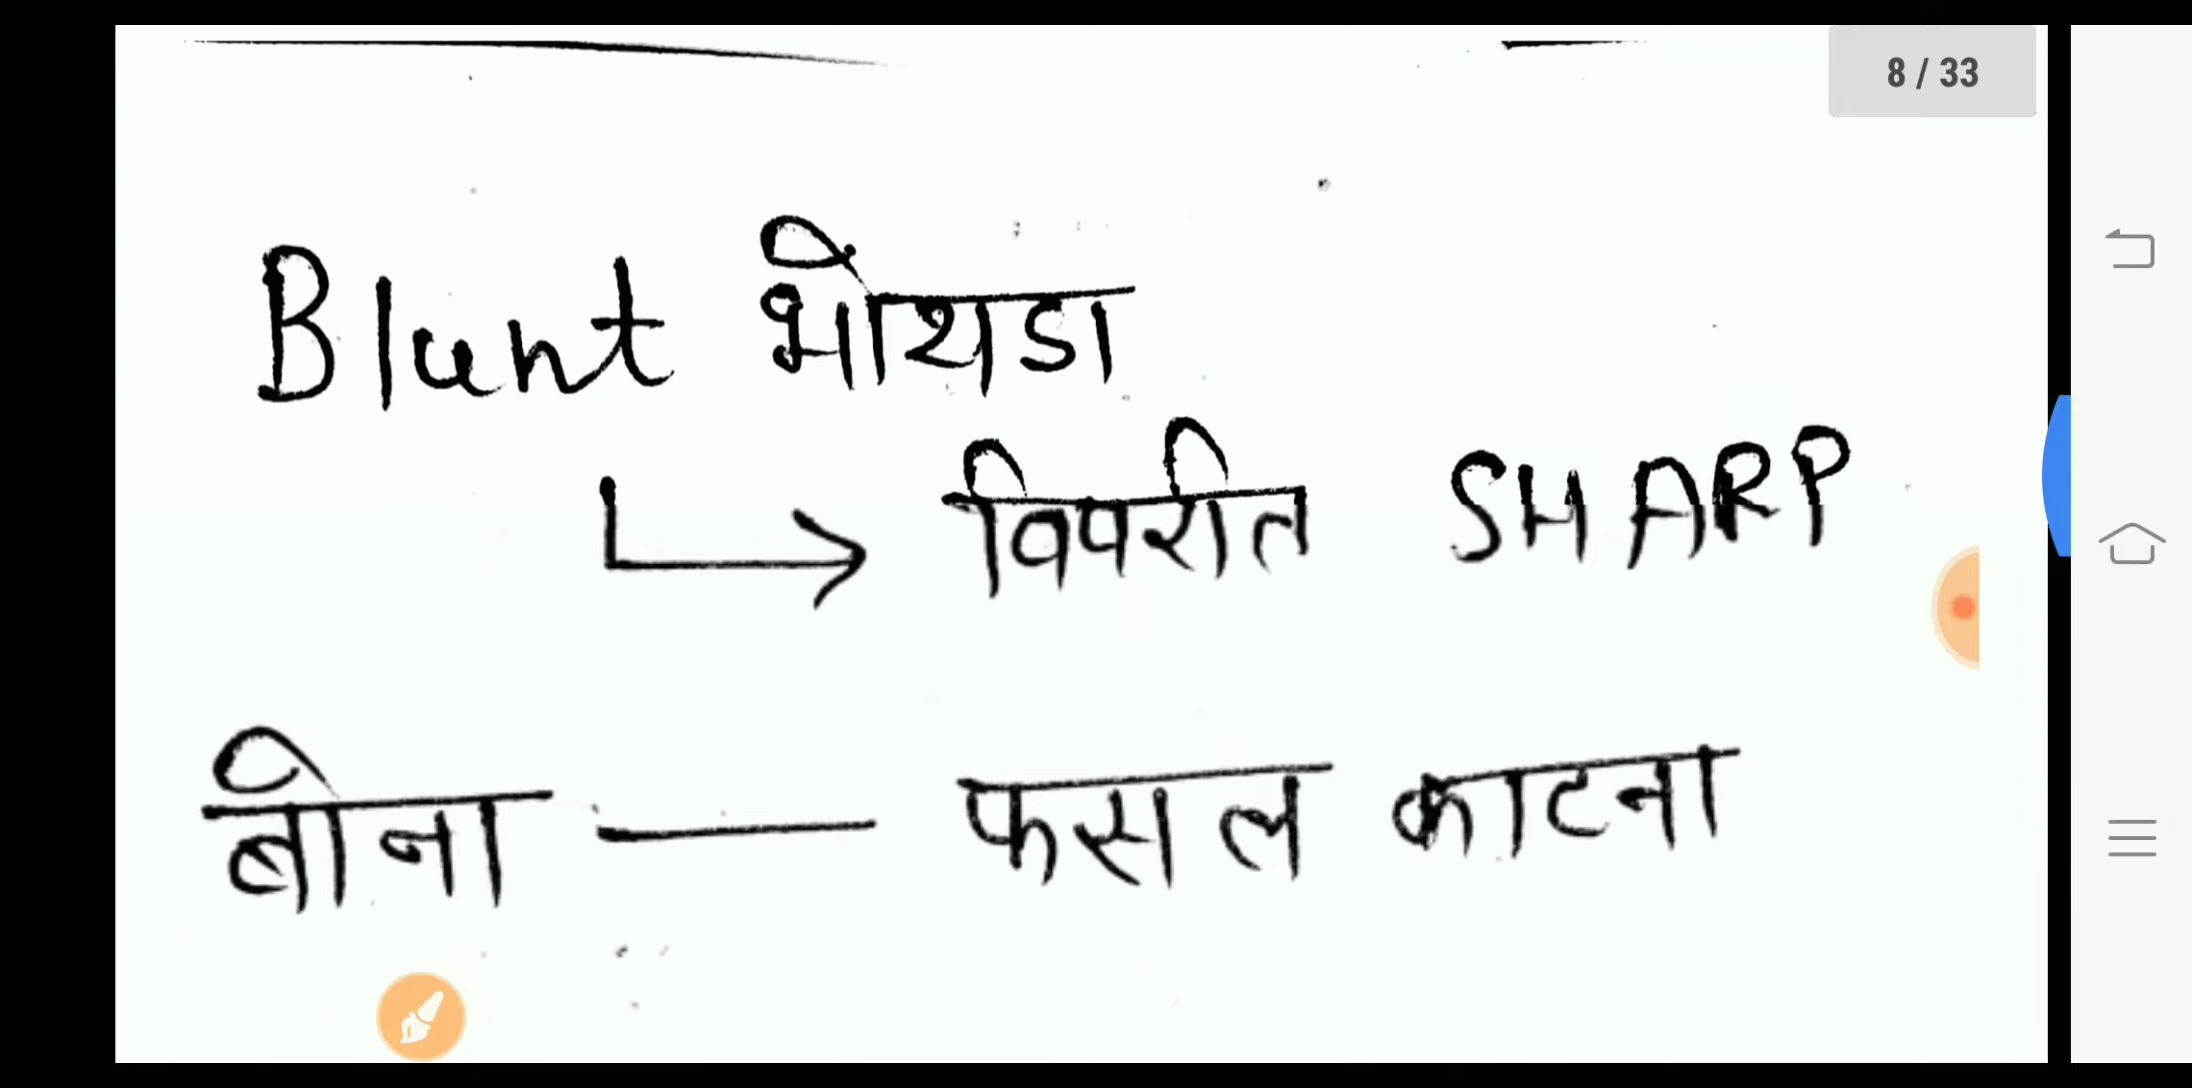 8 / 33
Blunt भोथडा
विपरीत SHARP
बोना — फसल काटना